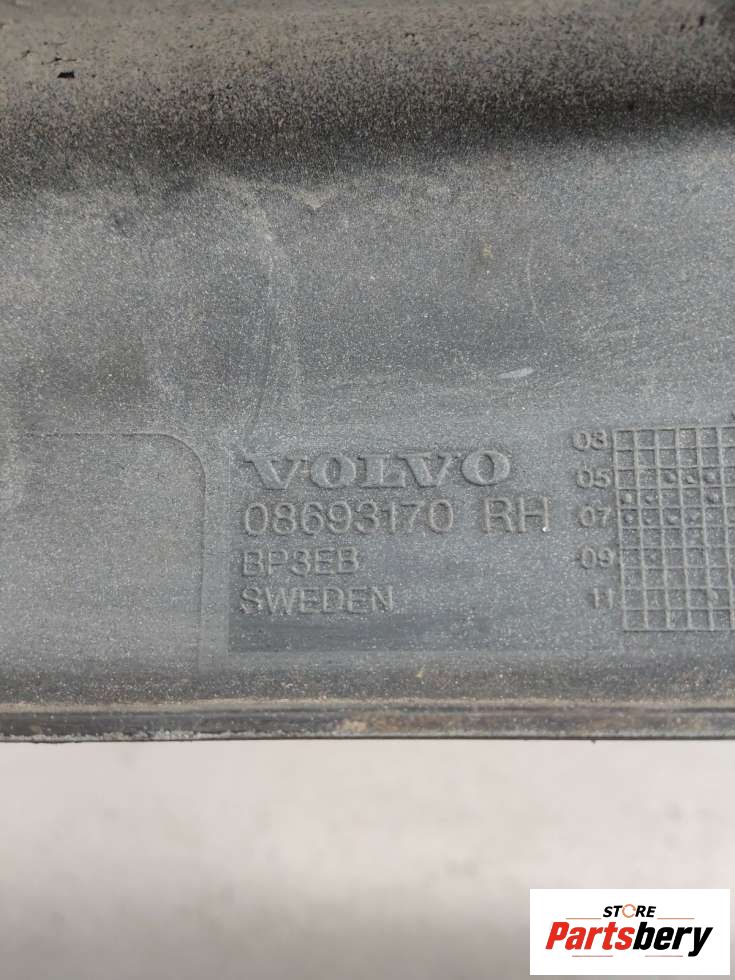 VOLVO
08693170 RH
BP3EB
SWEDEN
03
05
07
09
11
STORE
Partsbery